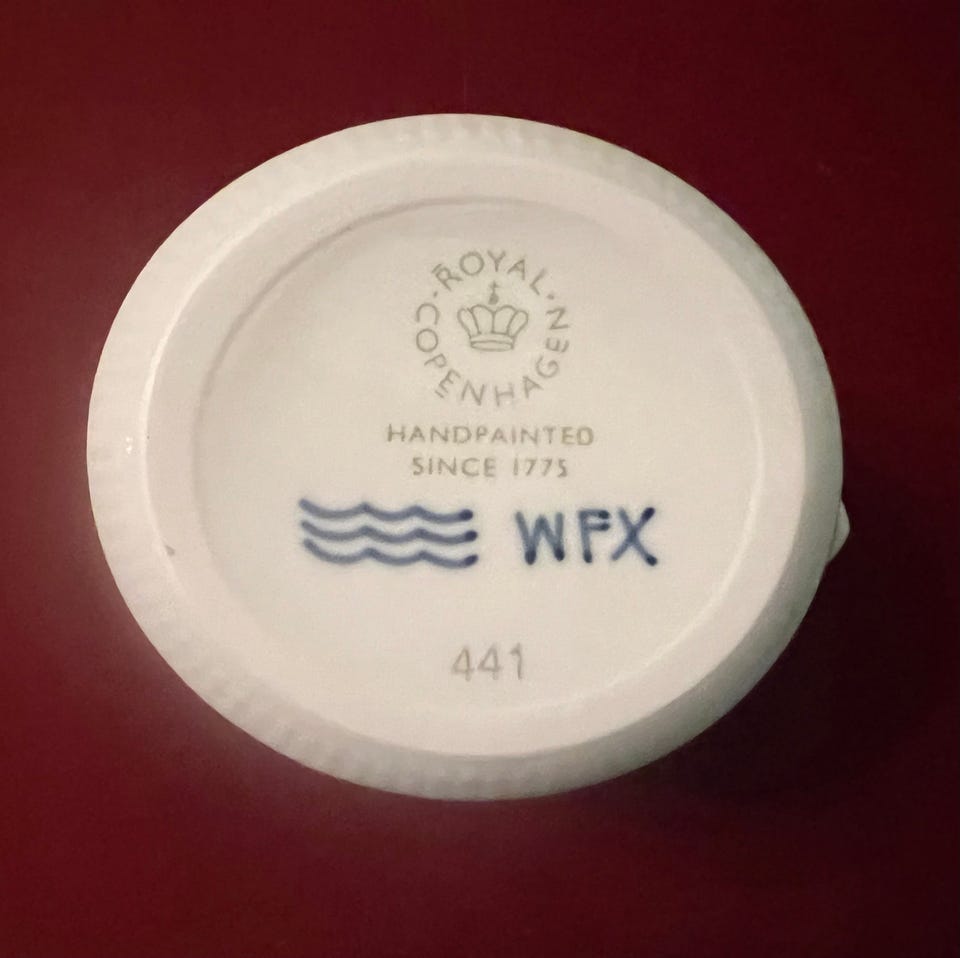 ROYAL
COPENHAGEN
HANDPAINTED
SINCE 1775
WFX
441